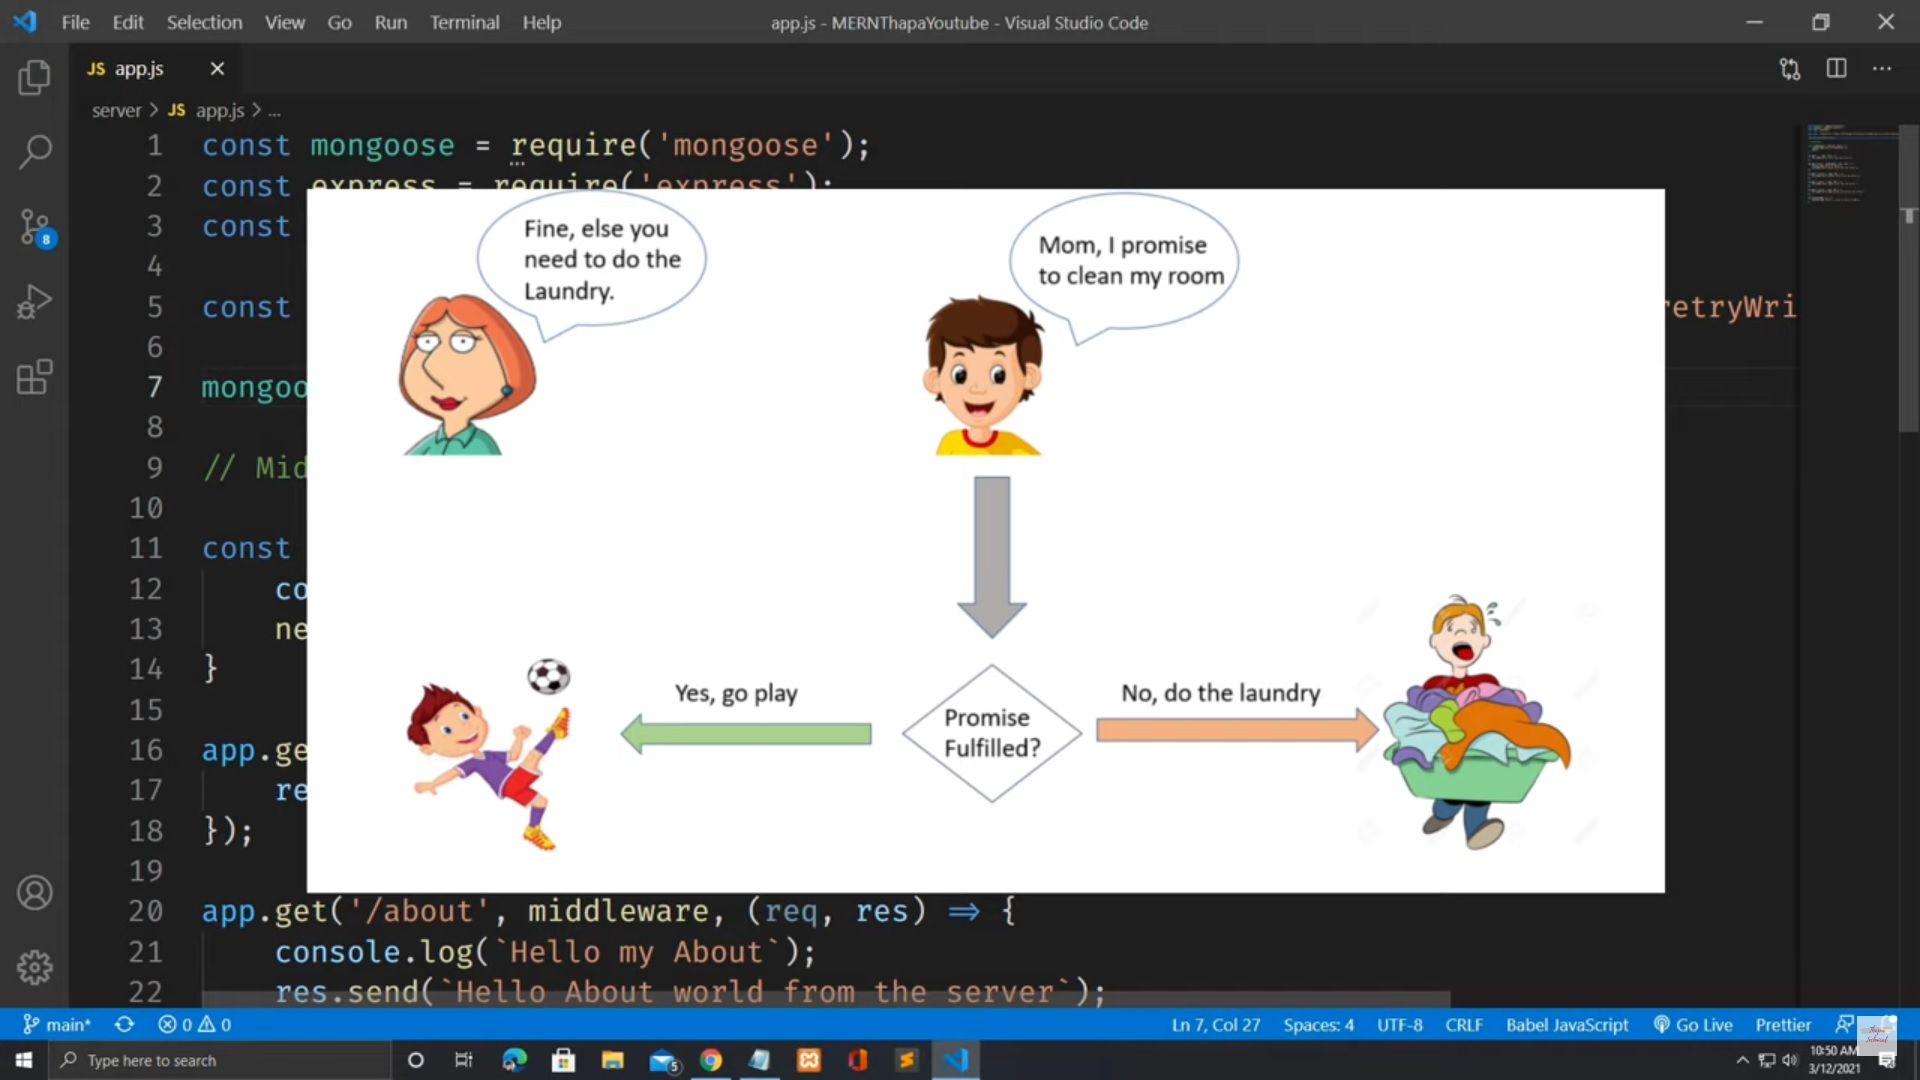 File Edit Selection View Go Run Terminal Help
app.js - MERNThapaYoutube - Visual Studio Code
JS app.js
server > JS app.js > ...
1 const mongoose = require('mongoose');
2 const express = require('express');
3 const
4
5 const retryWri
6
7 mongoo
8
9 // Mid
10
11 const
12 co
13 ne
14 }
15
16 app.ge
17 re
18 });
19
20 app.get('/about', middleware, (req, res) => {
21 console.log(`Hello my About`);
22 res.send(`Hello About world from the server`);
Fine, else you
need to do the
Laundry.
Mom, I promise
to clean my room
Yes, go play
Promise
Fulfilled?
No, do the laundry
8
main* 0 0
Ln 7, Col 27 Spaces: 4 UTF-8 CRLF Babel JavaScript Go Live Prettier
Type here to search
5
10:50 AM
3/12/2021